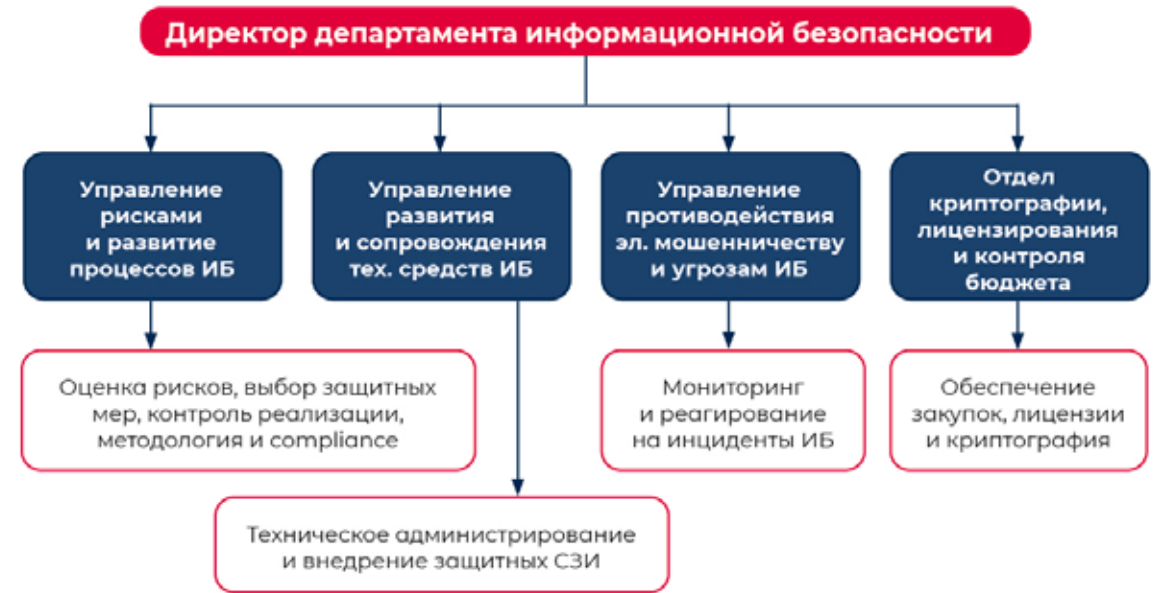 Директор департамента информационной безопасности
Управление
рисками
и развитие
процессов ИБ
Управление
развития
и сопровождения
тех. средств ИБ
Управление
противодействия
эл. мошенничеству
и угрозам ИБ
Отдел
криптографии,
лицензирования
и контроля
бюджета
Оценка рисков, выбор защитных
мер, контроль реализации,
методология и compliance
Мониторинг
и реагирование
на инциденты ИБ
Обеспечение
закупок, лицензии
и криптография
Техническое администрирование
и внедрение защитных СЗИ